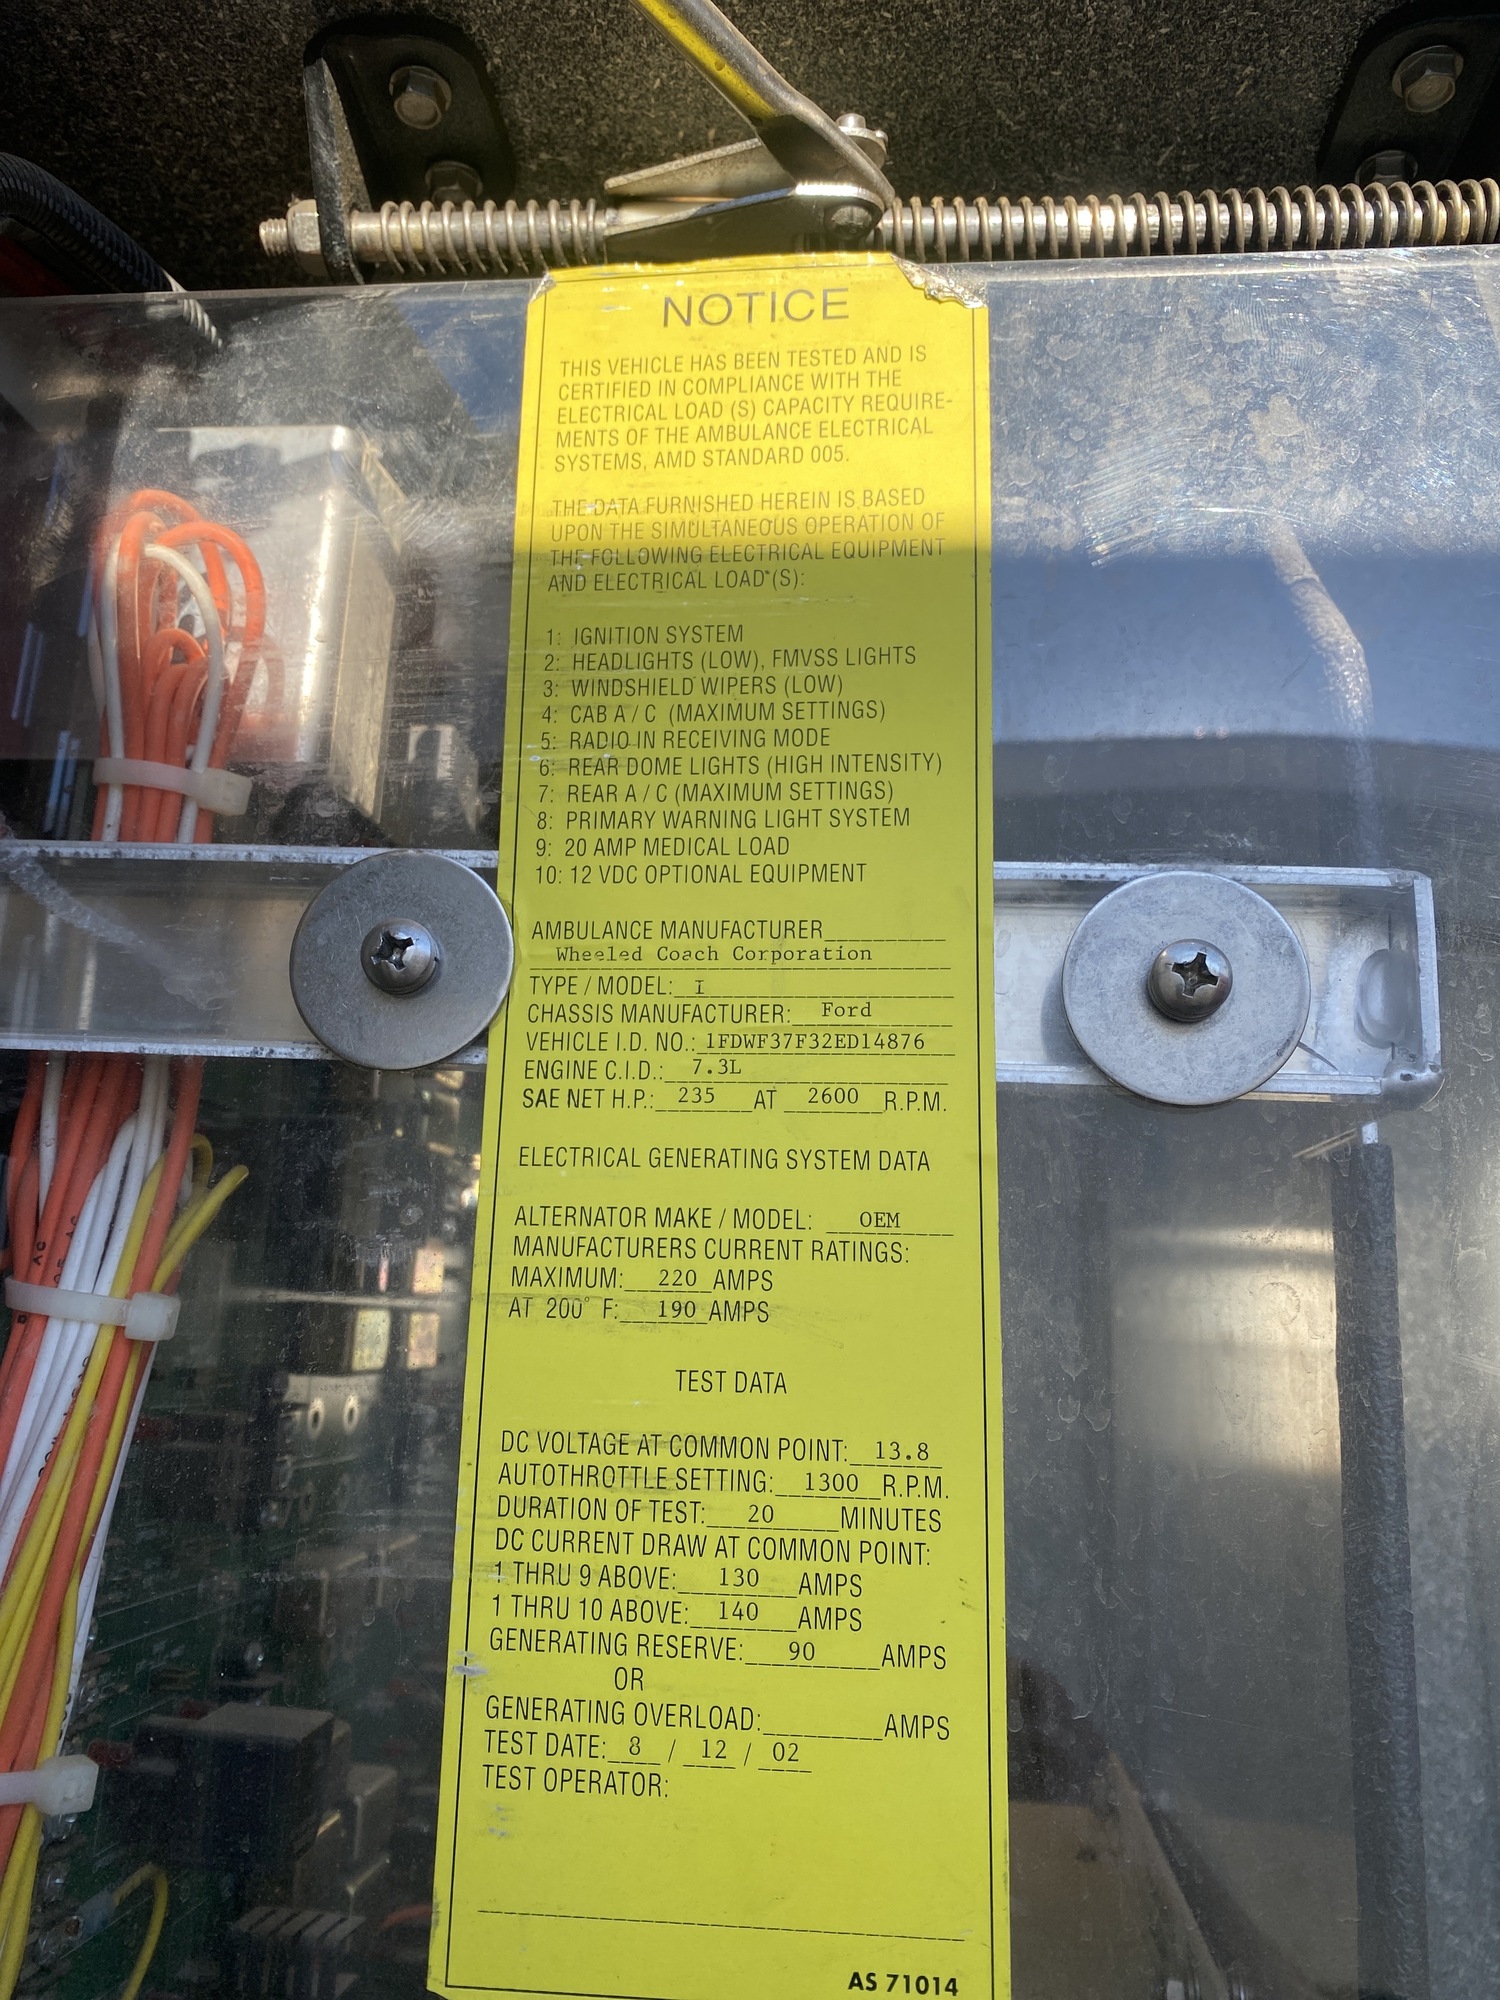 NOTICE
THIS VEHICLE HAS BEEN TESTED AND IS
CERTIFIED IN COMPLIANCE WITH THE
ELECTRICAL LOAD (S) CAPACITY REQUIRE-
MENTS OF THE AMBULANCE ELECTRICAL
SYSTEMS, AMD STANDARD 005.
THE DATA FURNISHED HEREIN IS BASED
UPON THE SIMULTANEOUS OPERATION OF
THE FOLLOWING ELECTRICAL EQUIPMENT
AND ELECTRICAL LOAD (S):
1: IGNITION SYSTEM
2: HEADLIGHTS (LOW), FMVSS LIGHTS
3: WINDSHIELD WIPERS (LOW)
4: CAB A / C (MAXIMUM SETTINGS)
5: RADIO IN RECEIVING MODE
6: REAR DOME LIGHTS (HIGH INTENSITY)
7: REAR A / C (MAXIMUM SETTINGS)
8: PRIMARY WARNING LIGHT SYSTEM
9: 20 AMP MEDICAL LOAD
10: 12 VDC OPTIONAL EQUIPMENT
AMBULANCE MANUFACTURER
Wheeled Coach Corporation
TYPE / MODEL: I
CHASSIS MANUFACTURER: Ford
VEHICLE I.D. NO.: 1FDWF37F32ED14876
ENGINE C.I.D.: 7.3L
SAE NET H.P.: 235 AT 2600 R.P.M.
ELECTRICAL GENERATING SYSTEM DATA
ALTERNATOR MAKE / MODEL: OEM
MANUFACTURERS CURRENT RATINGS:
MAXIMUM: 220 AMPS
AT 200° F: 190 AMPS
TEST DATA
DC VOLTAGE AT COMMON POINT: 13.8
AUTOTHROTTLE SETTING: 1300 R.P.M.
DURATION OF TEST: 20 MINUTES
DC CURRENT DRAW AT COMMON POINT:
1 THRU 9 ABOVE: 130 AMPS
1 THRU 10 ABOVE: 140 AMPS
GENERATING RESERVE: 90 AMPS
OR
GENERATING OVERLOAD: AMPS
TEST DATE: 8 / 12 / 02
TEST OPERATOR:
AS 71014